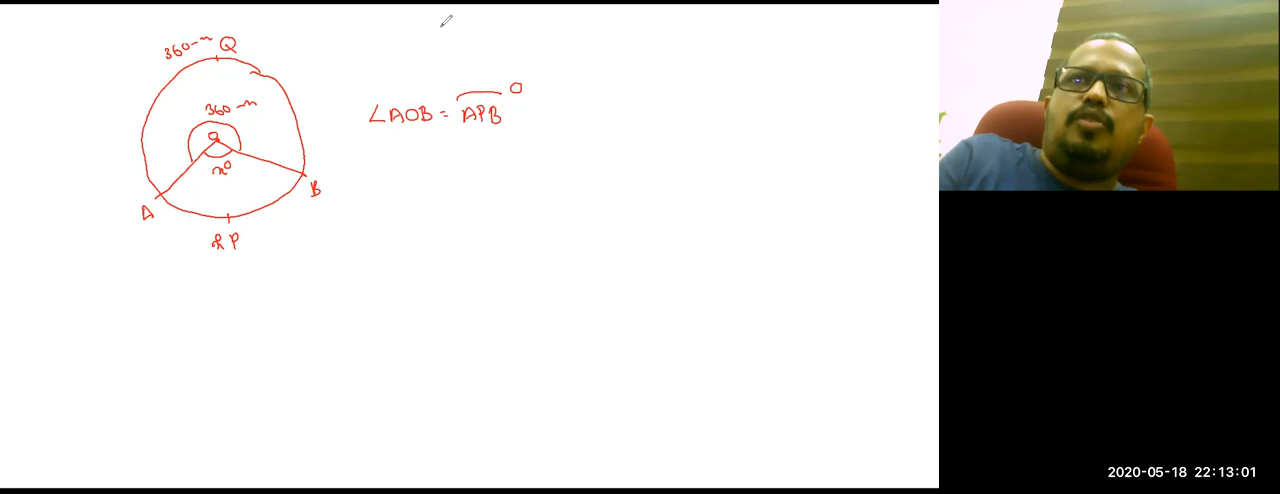 360-x Q
360-x
O
x°
∠AOB = ⌒APB°
A
B
P
2020-05-18 22:13:01